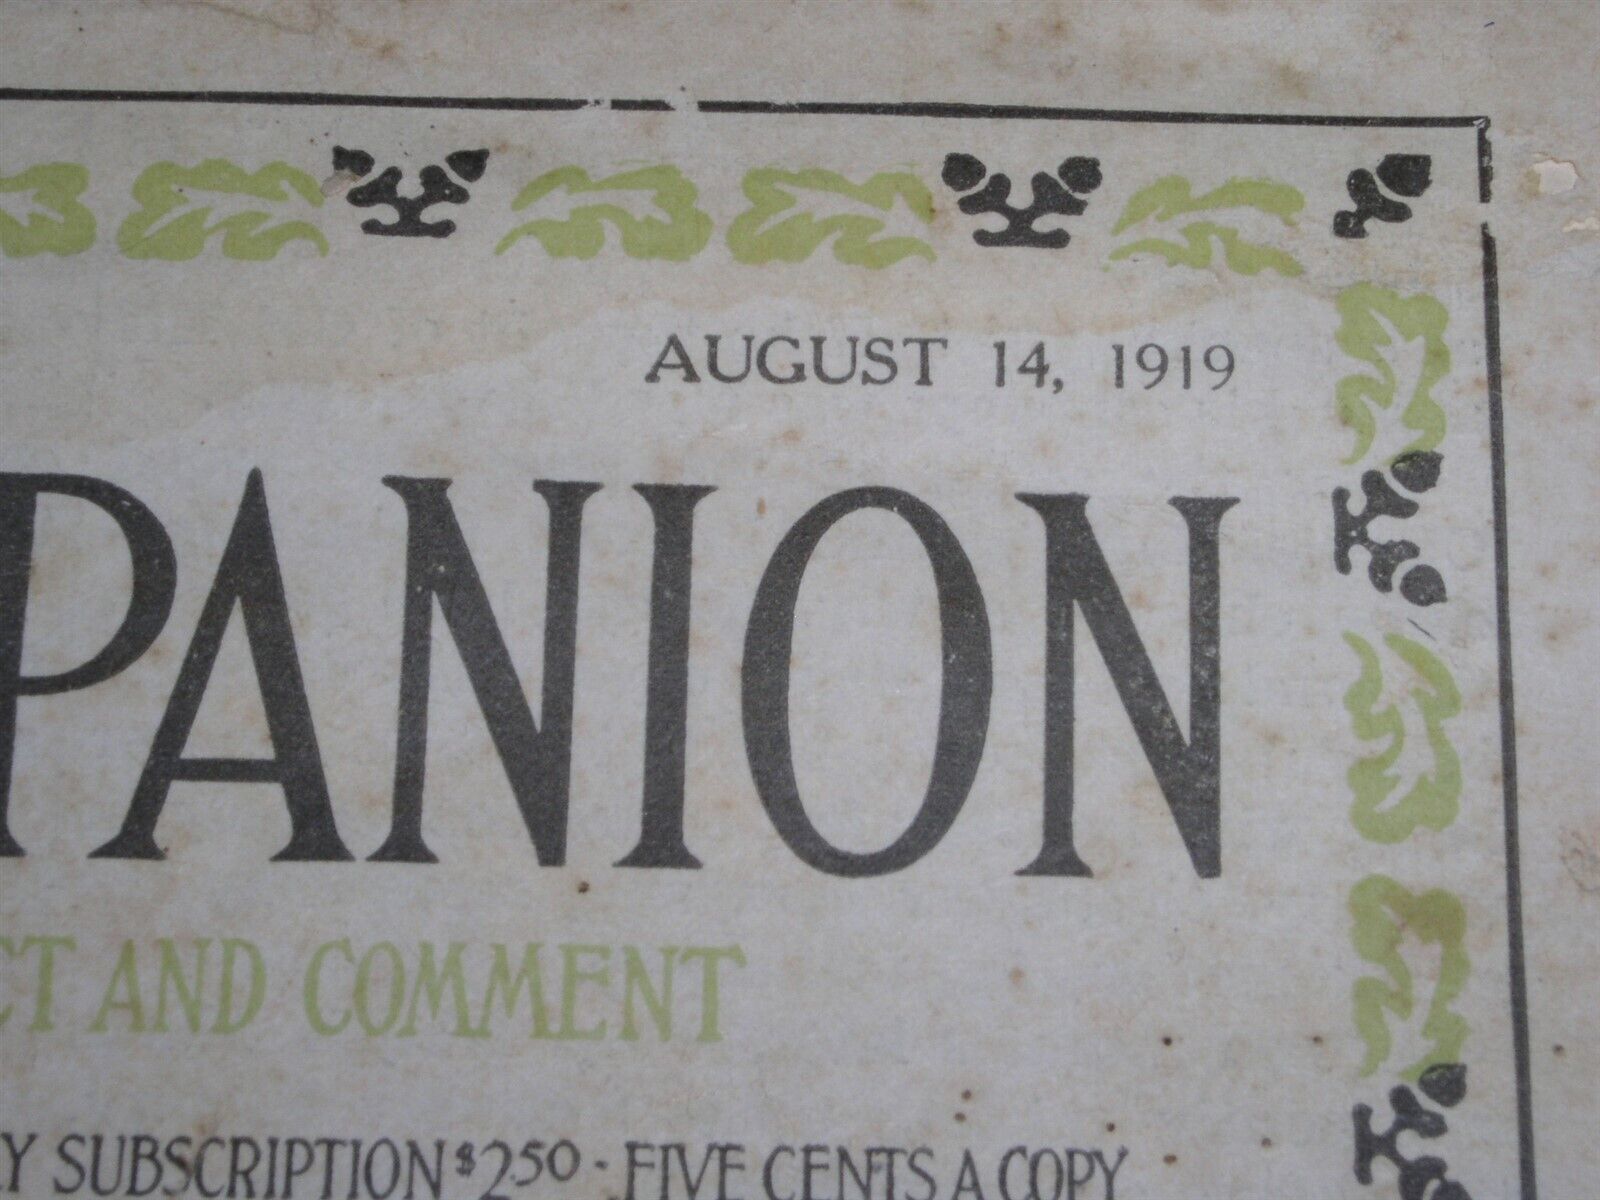 AUGUST 14, 1919
PANION
CT AND COMMENT
Y SUBSCRIPTION $2.50 - FIVE CENTS A COPY